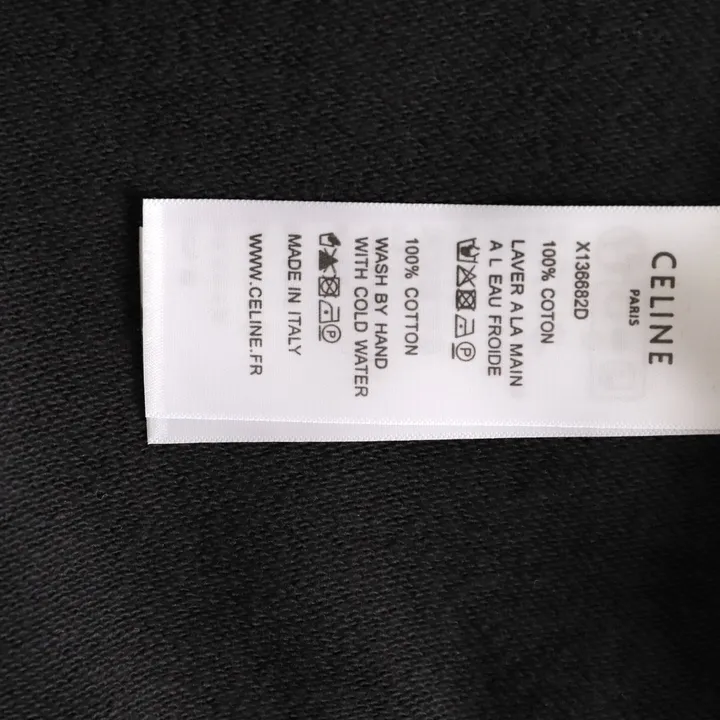 CELINE
PARIS
X136682D
100% COTON
LAVER A LA MAIN
A L EAU FROIDE
100% COTTON
WASH BY HAND
WITH COLD WATER
MADE IN ITALY
WWW.CELINE.FR